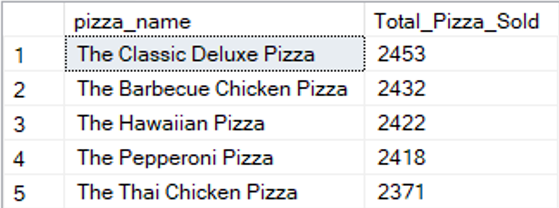 pizza_name Total_Pizza_Sold
1 The Classic Deluxe Pizza 2453
2 The Barbecue Chicken Pizza 2432
3 The Hawaiian Pizza 2422
4 The Pepperoni Pizza 2418
5 The Thai Chicken Pizza 2371